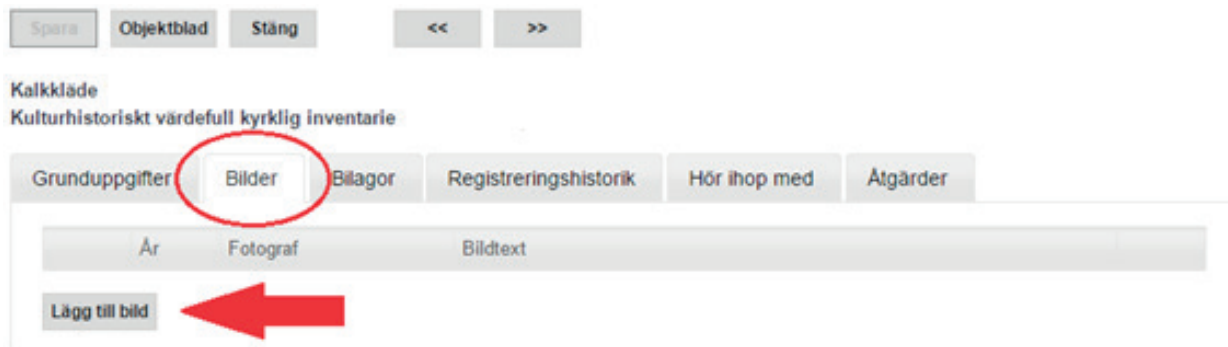 Spara Objektblad Stäng << >>
Kalkkläde
Kulturhistoriskt värdefull kyrklig inventarie
Grunduppgifter Bilder Bilagor Registreringshistorik Hör ihop med Åtgärder
År Fotograf Bildtext
Lägg till bild